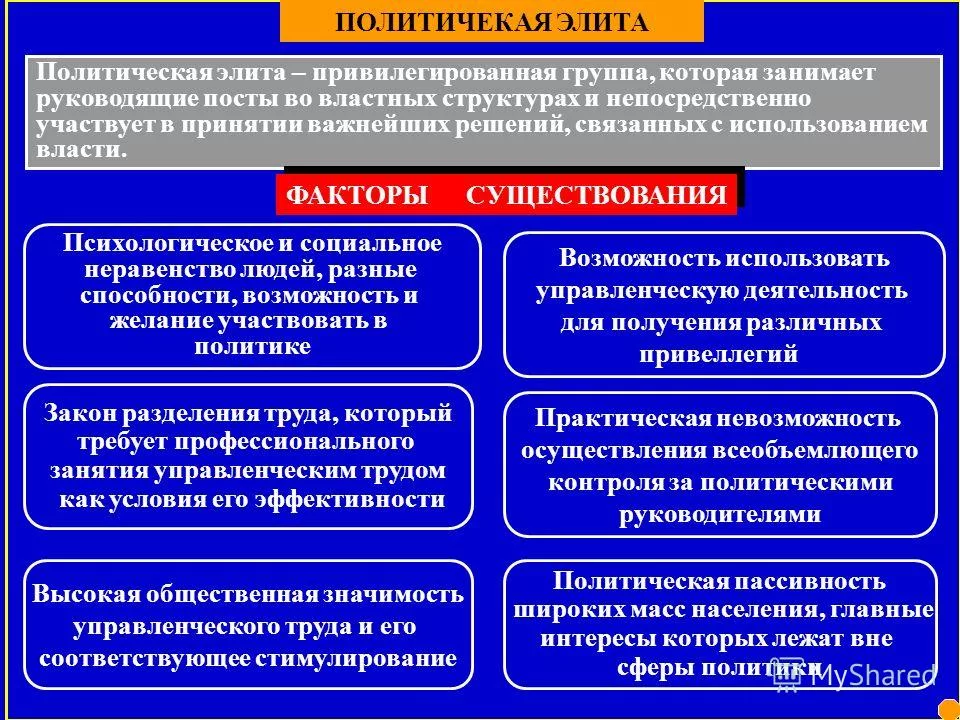 ПОЛИТИЧЕКАЯ ЭЛИТА
Политическая элита – привилегированная группа, которая занимает
руководящие посты во властных структурах и непосредственно
участвует в принятии важнейших решений, связанных с использованием
власти.
ФАКТОРЫ СУЩЕСТВОВАНИЯ
Психологическое и социальное
неравенство людей, разные
способности, возможность и
желание участвовать в
политике
Возможность использовать
управленческую деятельность
для получения различных
привеллегий
Закон разделения труда, который
требует профессионального
занятия управленческим трудом
как условия его эффективности
Практическая невозможность
осуществления всеобъемлющего
контроля за политическими
руководителями
Высокая общественная значимость
управленческого труда и его
соответствующее стимулирование
Политическая пассивность
широких масс населения, главные
интересы которых лежат вне
сферы политики
MyShared